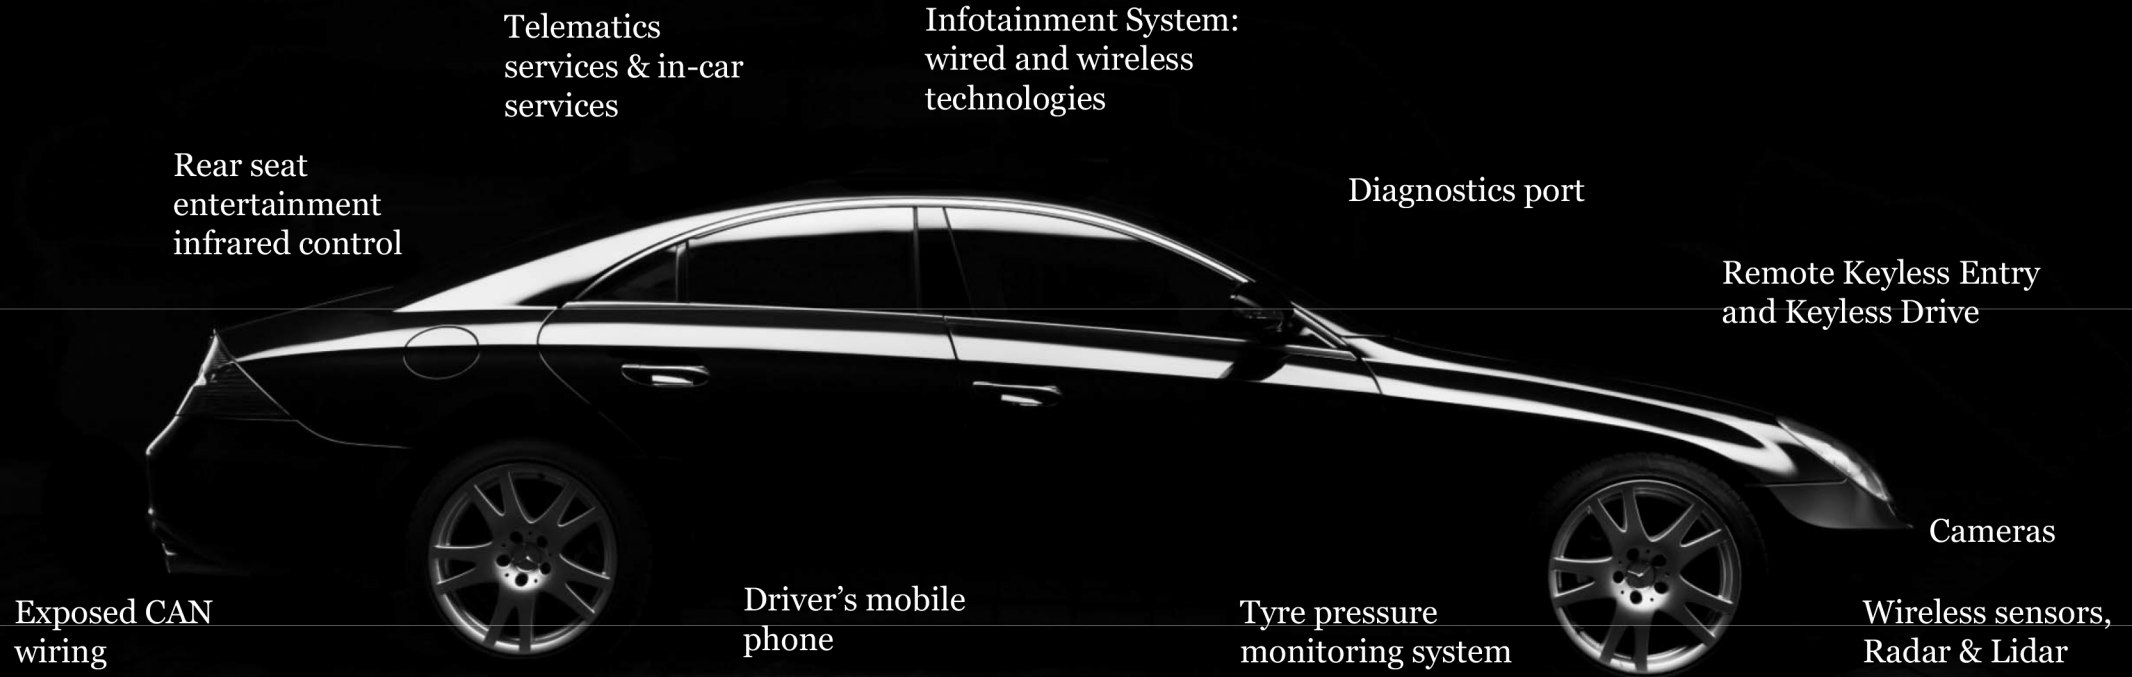 Telematics
services & in-car
services
Infotainment System:
wired and wireless
technologies
Rear seat
entertainment
infrared control
Diagnostics port
Remote Keyless Entry
and Keyless Drive
Cameras
Exposed CAN
wiring
Driver’s mobile
phone
Tyre pressure
monitoring system
Wireless sensors,
Radar & Lidar